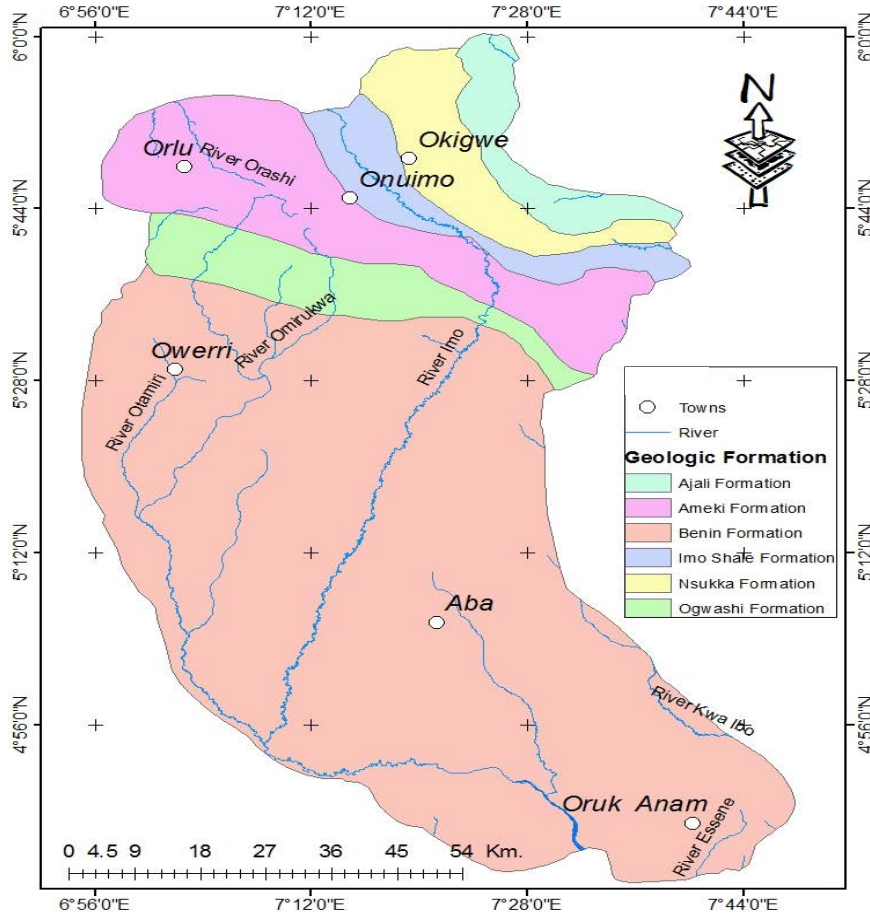 6°56'0"E 7°12'0"E 7°28'0"E 7°44'0"E
6°0'0"N 6°0'0"N
N
Okigwe
Orlu
River Orashi
Onuimo
5°44'0"N 5°44'0"N
River Omirukwa
Owerri
River Imo
5°28'0"N 5°28'0"N
River Otamiri
Towns
River
Geologic Formation
Ajali Formation
Ameki Formation
Benin Formation
Imo Shale Formation
Nsukka Formation
Ogwashi Formation
5°12'0"N 5°12'0"N
Aba
River Kwa Ibo
4°56'0"N 4°56'0"N
Oruk Anam
River Essene
0 4.5 9 18 27 36 45 54 Km.
6°56'0"E 7°12'0"E 7°28'0"E 7°44'0"E